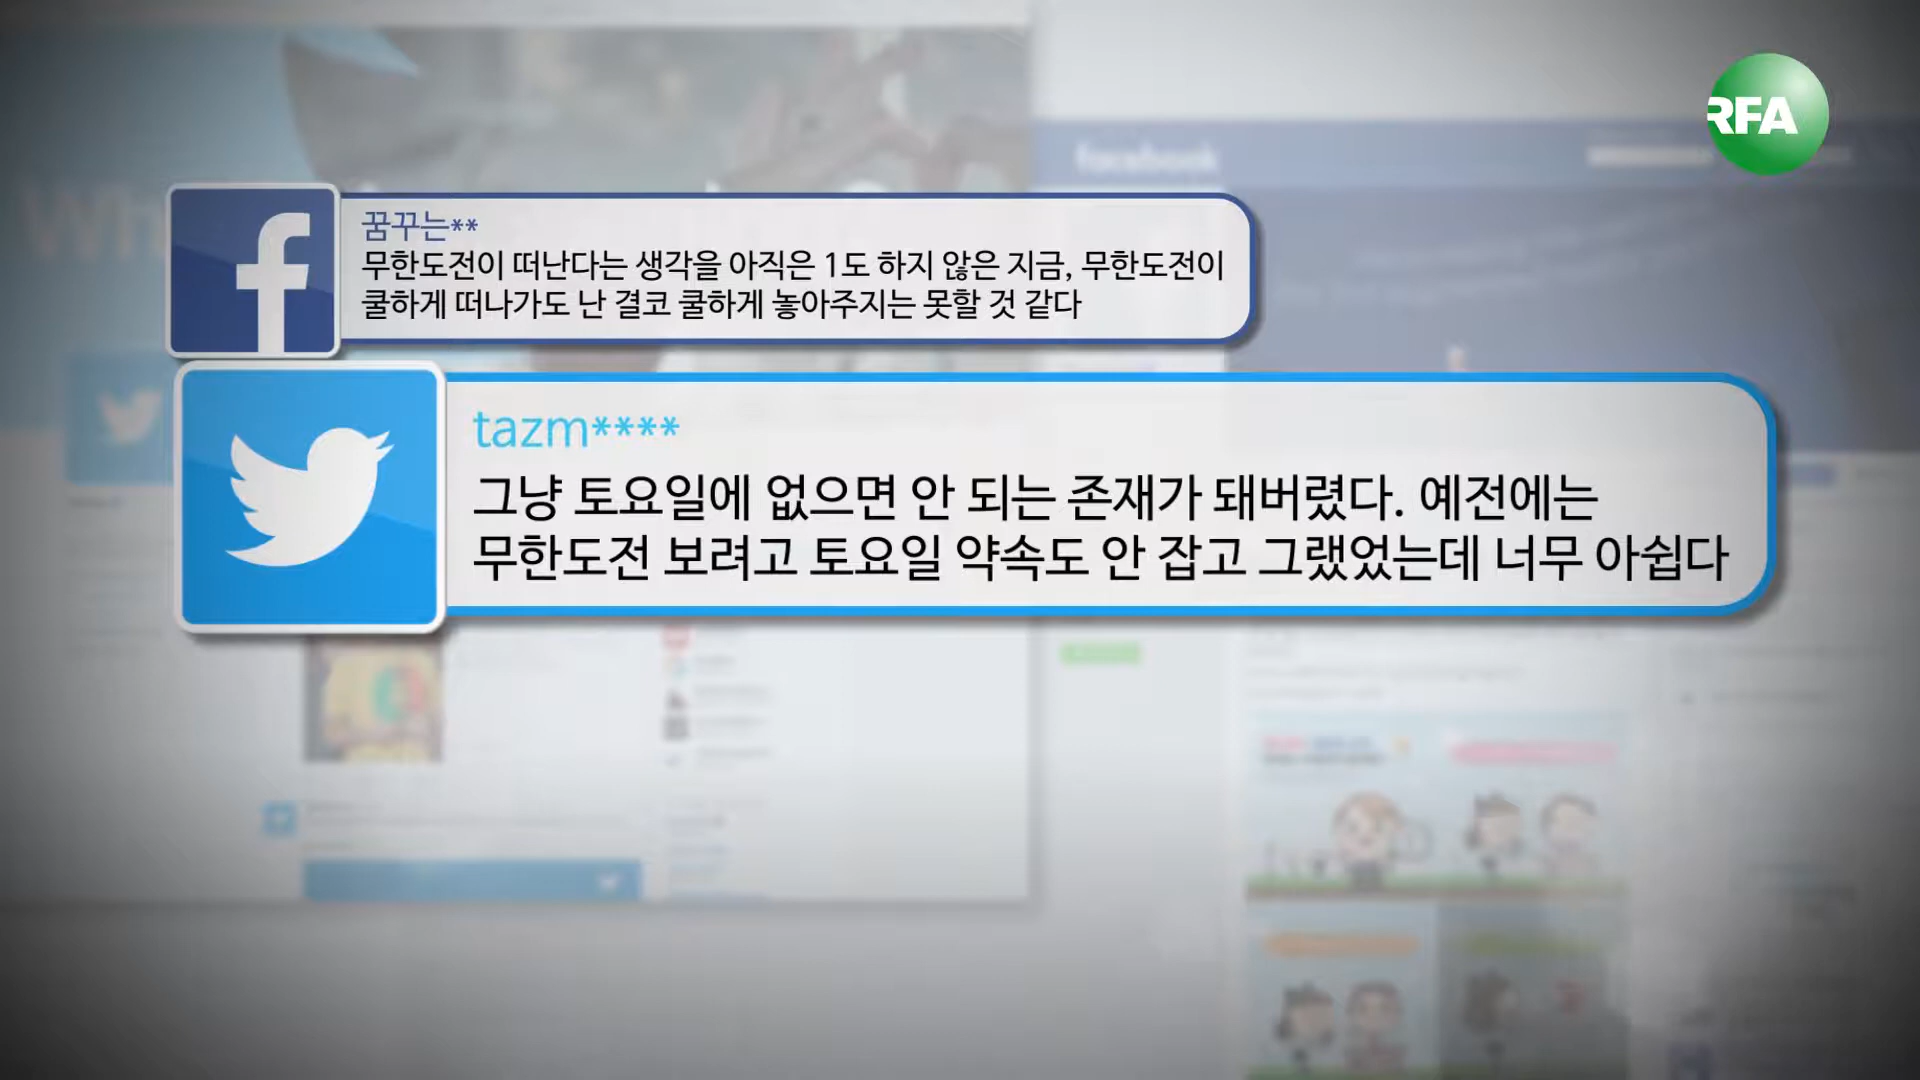 RFA
facebook
꿈꾸는**
무한도전이 떠난다는 생각을 아직은 1도 하지 않은 지금, 무한도전이
쿨하게 떠나가도 난 결코 쿨하게 놓아주지는 못할 것 같다
tazm****
그냥 토요일에 없으면 안 되는 존재가 돼버렸다. 예전에는
무한도전 보려고 토요일 약속도 안 잡고 그랬었는데 너무 아쉽다